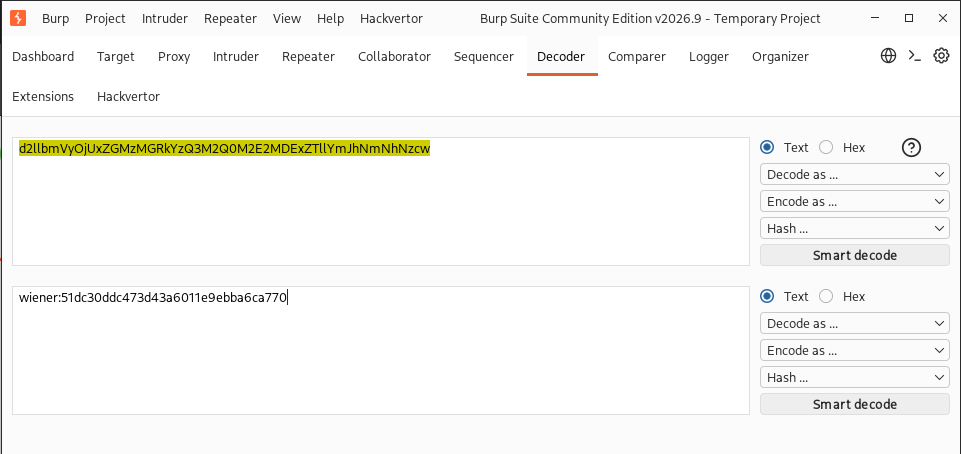 Burp Project Intruder Repeater View Help Hackvertor Burp Suite Community Edition v2026.9 - Temporary Project
Dashboard Target Proxy Intruder Repeater Collaborator Sequencer Decoder Comparer Logger Organizer
Extensions Hackvertor
d2llbmVyOjUxZGMzMGRkYzQ3M2Q0M2E2MDExZTllYmJhNmNhNzcw
Text Hex ?
Decode as ...
Encode as ...
Hash ...
Smart decode
wiener:51dc30ddc473d43a6011e9ebba6ca770
Text Hex
Decode as ...
Encode as ...
Hash ...
Smart decode